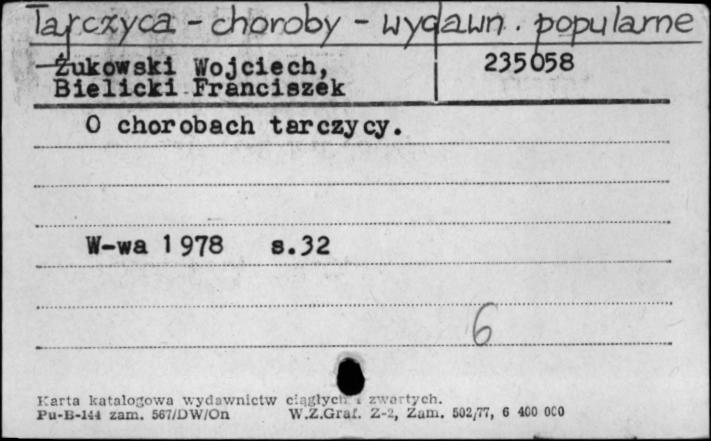 Tarczyca - choroby - wydawn. popularne
Żukowski Wojciech, 235058
Bielicki Franciszek
O chorobach tarczycy.
W-wa 1978 s.32
6
Karta katalogowa wydawnictw ciągłych i zwartych.
Pu-B-144 zam. 567/DW/On W.Z.Graf. Z-2, Zam. 502/77, 6 400 000